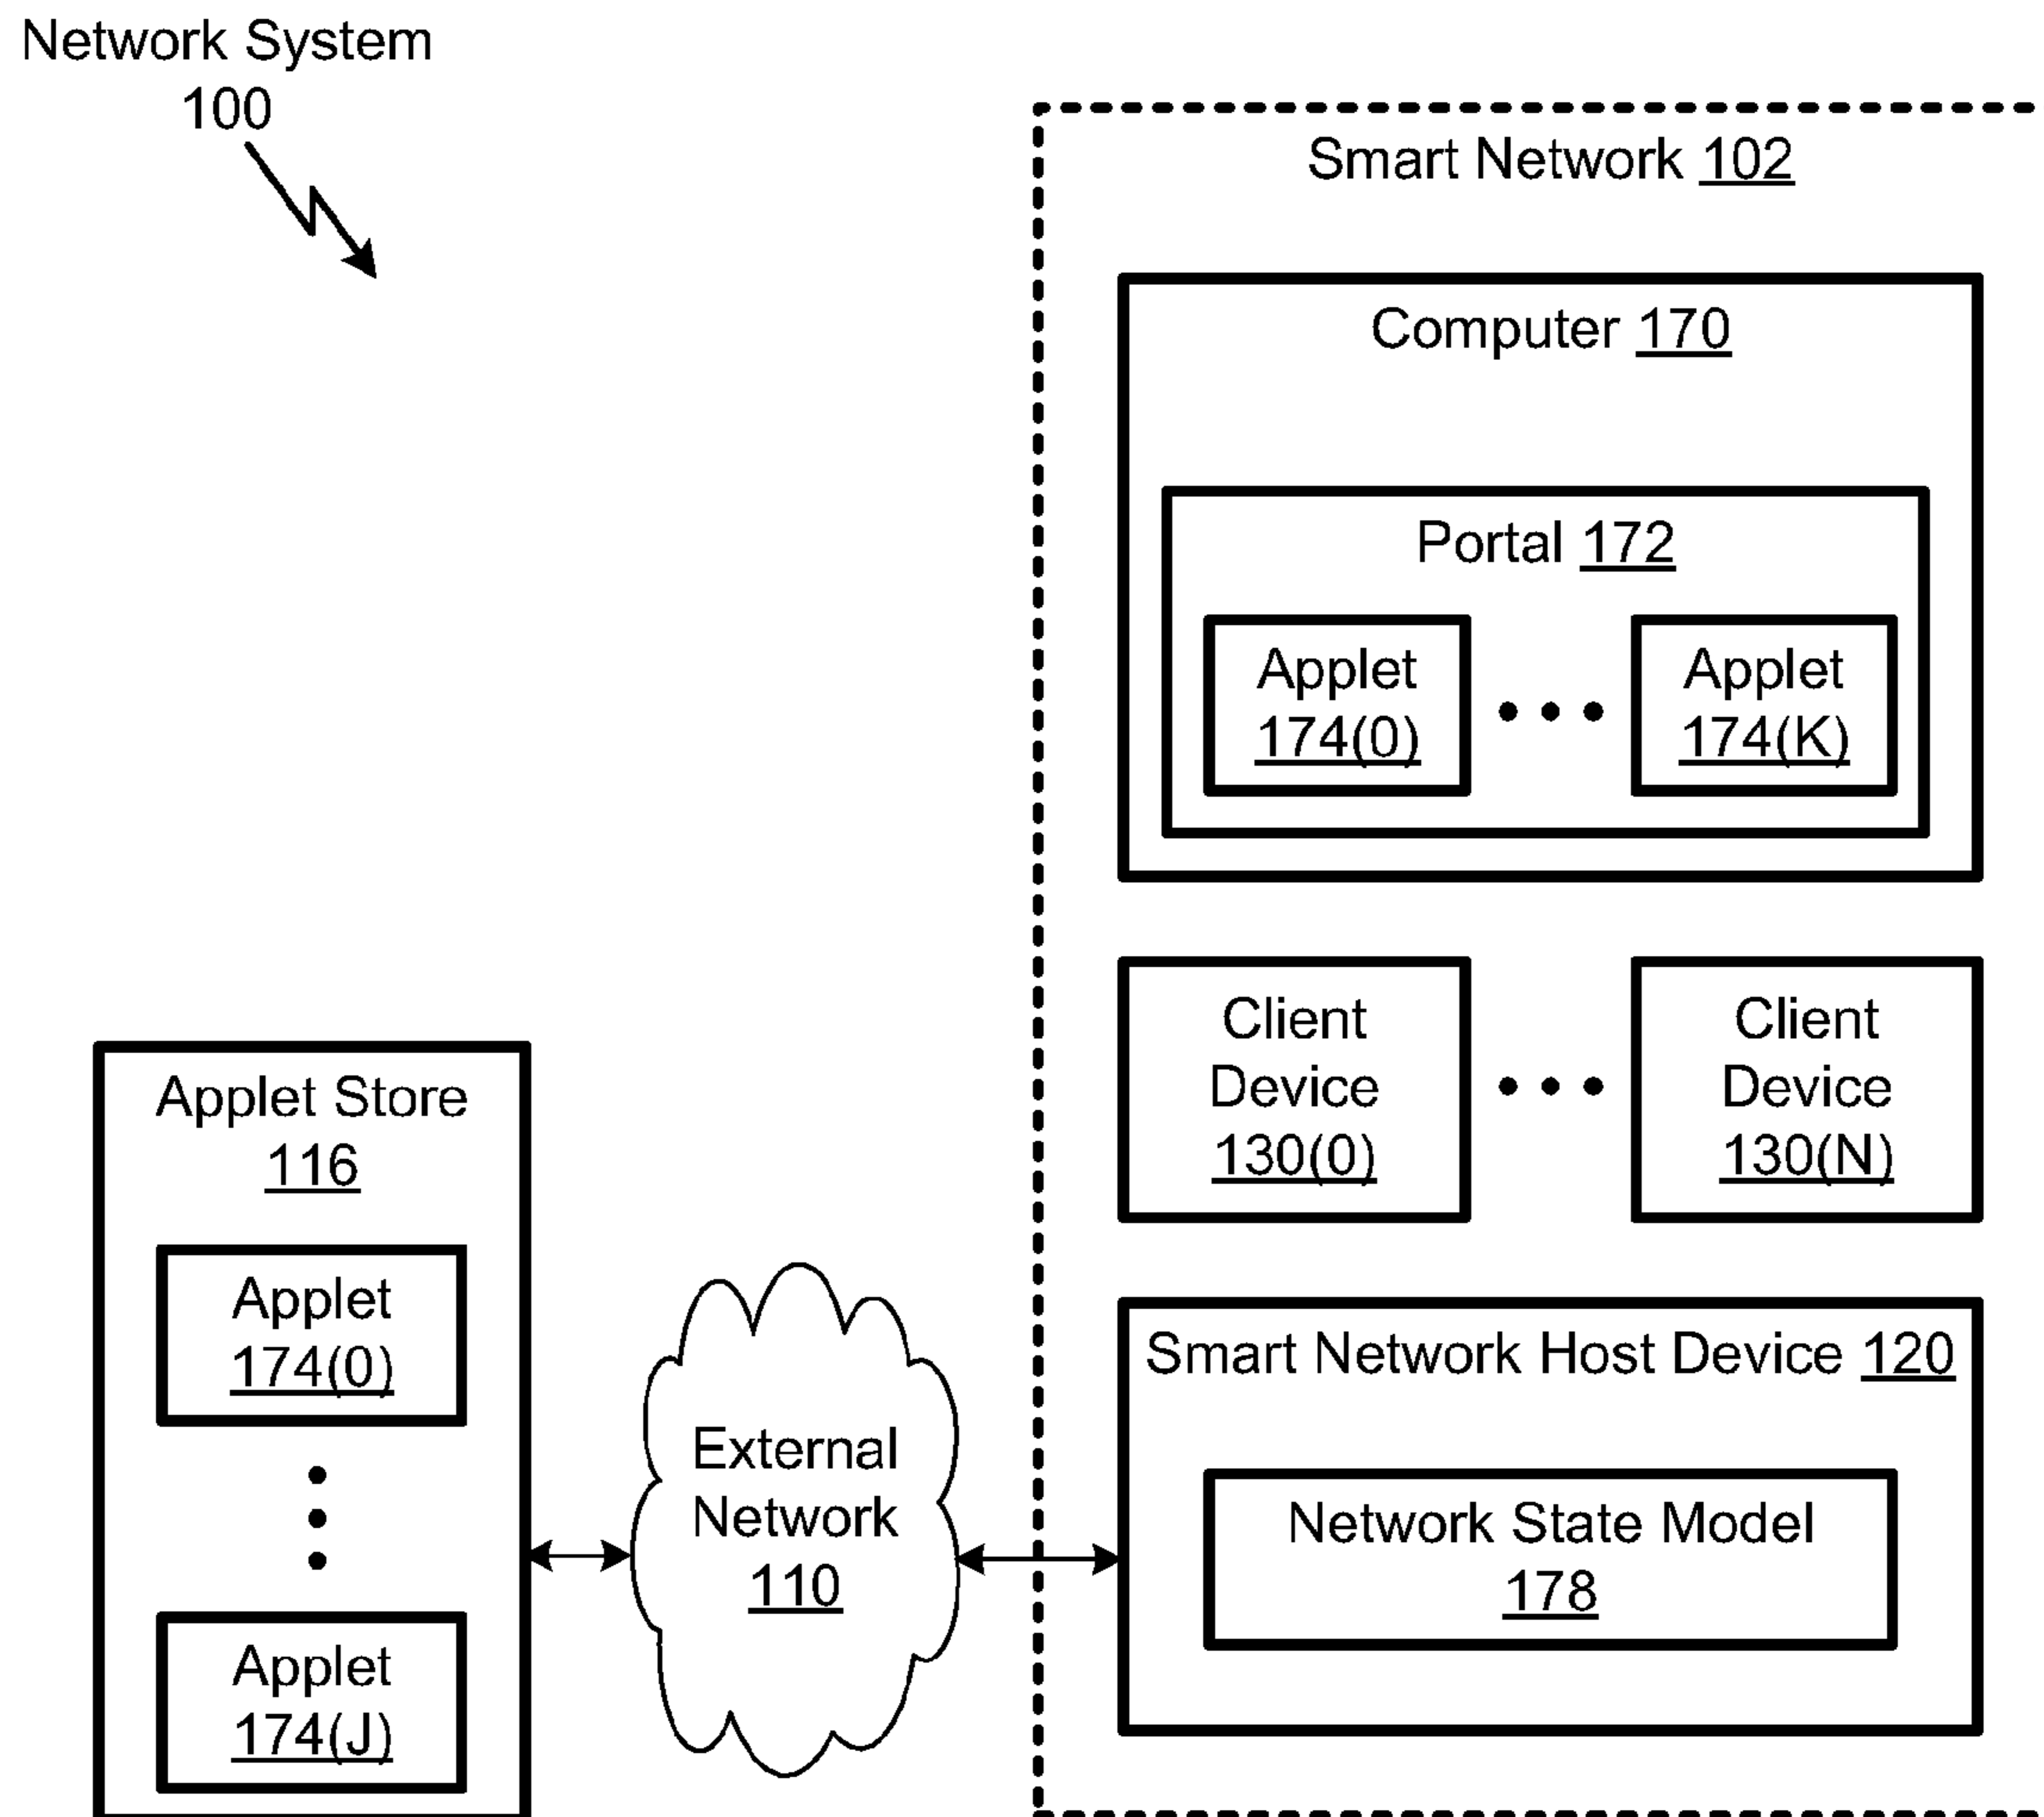 Network System
100
Smart Network 102
Computer 170
Portal 172
Applet
174(0)
Applet
174(K)
Client
Device
130(0)
Client
Device
130(N)
Applet Store
116
Applet
174(0)
Applet
174(J)
External
Network
110
Smart Network Host Device 120
Network State Model
178